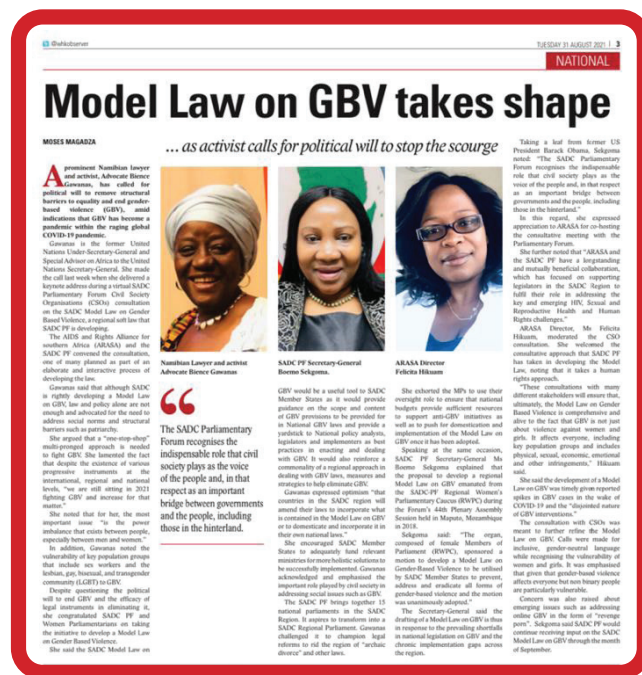 @whkobserver
TUESDAY 31 AUGUST 2021 | 3
NATIONAL
Model Law on GBV takes shape
MOSES MAGADZA
... as activist calls for political will to stop the scourge
A prominent Namibian lawyer
and activist, Advocate Bience
Gawanas, has called for
political will to remove structural
barriers to equality and end gender-
based violence (GBV), amid
indications that GBV has become a
pandemic within the raging global
COVID-19 pandemic.
Gawanas is the former United
Nations Under-Secretary-General and
Special Advisor on Africa to the United
Nations Secretary-General. She made
the call last week when she delivered a
keynote address during a virtual SADC
Parliamentary Forum Civil Society
Organisations (CSOs) consultation
on the SADC Model Law on Gender
Based Violence, a regional soft law that
SADC PF is developing.
The AIDS and Rights Alliance for
southern Africa (ARASA) and the
SADC PF convened the consultation,
one of many planned as part of an
elaborate and interactive process of
developing the law.
Gawanas said that although SADC
is rightly developing a Model Law
on GBV, law and policy alone are not
enough and advocated for the need to
address social norms and structural
barriers such as patriarchy.
She argued that a "one-stop-shop"
multi-pronged approach is needed
to fight GBV. She lamented the fact
that despite the existence of various
progressive instruments at the
international, regional and national
levels, "we are still sitting in 2021
fighting GBV and increase for that
matter."
She noted that for her, the most
important issue "is the power
imbalance that exists between people,
especially between men and women."
In addition, Gawanas noted the
vulnerability of key population groups
that include sex workers and the
lesbian, gay, bisexual, and transgender
community (LGBT) to GBV.
Despite questioning the political
will to end GBV and the efficacy of
legal instruments in eliminating it,
she congratulated SADC PF and
Women Parliamentarians on taking
the initiative to develop a Model Law
on Gender Based Violence.
She said the SADC Model Law on
Namibian Lawyer and activist
Advocate Bience Gawanas
SADC PF Secretary-General
Boemo Sekgoma.
ARASA Director
Felicita Hikuam
“
The SADC Parliamentary
Forum recognises the
indispensable role that civil
society plays as the voice
of the people and, in that
respect as an important
bridge between governments
and the people, including
those in the hinterland.
GBV would be a useful tool to SADC
Member States as it would provide
guidance on the scope and content
of GBV provisions to be provided for
in National GBV laws and provide a
yardstick to National policy analysts,
legislators and implementers as best
practices in enacting and dealing
with GBV. It would also reinforce a
commonality of a regional approach in
dealing with GBV laws, measures and
strategies to help eliminate GBV.
Gawanas expressed optimism "that
countries in the SADC region will
amend their laws to incorporate what
is contained in the Model Law on GBV
or to domesticate and incorporate it in
their own national laws."
She encouraged SADC Member
States to adequately fund relevant
ministries for more holistic solutions to
be successfully implemented. Gawanas
acknowledged and emphasised the
important role played by civil society in
addressing social issues such as GBV.
The SADC PF brings together 15
national parliaments in the SADC
Region. It aspires to transform into a
SADC Regional Parliament. Gawanas
challenged it to champion legal
reforms to rid the region of "archaic
divorce" and other laws.
She exhorted the MPs to use their
oversight role to ensure that national
budgets provide sufficient resources
to support anti-GBV initiatives as
well as to push for domestication and
implementation of the Model Law on
GBV once it has been adopted.
Speaking at the same occasion,
SADC PF Secretary-General Ms
Boemo Sekgoma explained that
the proposal to develop a regional
Model Law on GBV emanated from
the SADC-PF Regional Women's
Parliamentary Caucus (RWPC) during
the Forum's 44th Plenary Assembly
Session held in Maputo, Mozambique
in 2018.
Sekgoma said: "The organ,
composed of female Members of
Parliament (RWPC), sponsored a
motion to develop a Model Law on
Gender-Based Violence to be utilised
by SADC Member States to prevent,
address and eradicate all forms of
gender-based violence and the motion
was unanimously adopted."
The Secretary-General said the
drafting of a Model Law on GBV is thus
in response to the prevailing shortfalls
in national legislation on GBV and the
chronic implementation gaps across
the region.
Taking a leaf from former US
President Barack Obama, Sekgoma
noted: "The SADC Parliamentary
Forum recognises the indispensable
role that civil society plays as the
voice of the people and, in that respect
as an important bridge between
governments and the people, including
those in the hinterland."
In this regard, she expressed
appreciation to ARASA for co-hosting
the consultative meeting with the
Parliamentary Forum.
She further noted that "ARASA and
the SADC PF have a longstanding
and mutually beneficial collaboration,
which has focused on supporting
legislators in the SADC Region to
fulfil their role in addressing the
key and emerging HIV, Sexual and
Reproductive Health and Human
Rights challenges."
ARASA Director, Ms Felicita
Hikuam, moderated the CSO
consultation. She welcomed the
consultative approach that SADC PF
has taken in developing the Model
Law, noting that it takes a human
rights approach.
"These consultations with many
different stakeholders will ensure that,
ultimately, the Model Law on Gender
Based Violence is comprehensive and
alive to the fact that GBV is not just
about violence against women and
girls. It affects everyone, including
key population groups and includes
physical, sexual, economic, emotional
and other infringements," Hikuam
said.
She said the development of a Model
Law on GBV was timely given reported
spikes in GBV cases in the wake of
COVID-19 and the "disjointed nature
of GBV interventions."
The consultation with CSOs was
meant to further refine the Model
Law on GBV. Calls were made for
inclusive, gender-neutral language
while recognising the vulnerability of
women and girls. It was emphasised
that given that gender-based violence
affects everyone but non binary people
are particularly vulnerable.
Concern was also raised about
emerging issues such as addressing
online GBV in the form of "revenge
porn". Sekgoma said SADC PF would
continue receiving input on the SADC
Model Law on GBV through the month
of September.